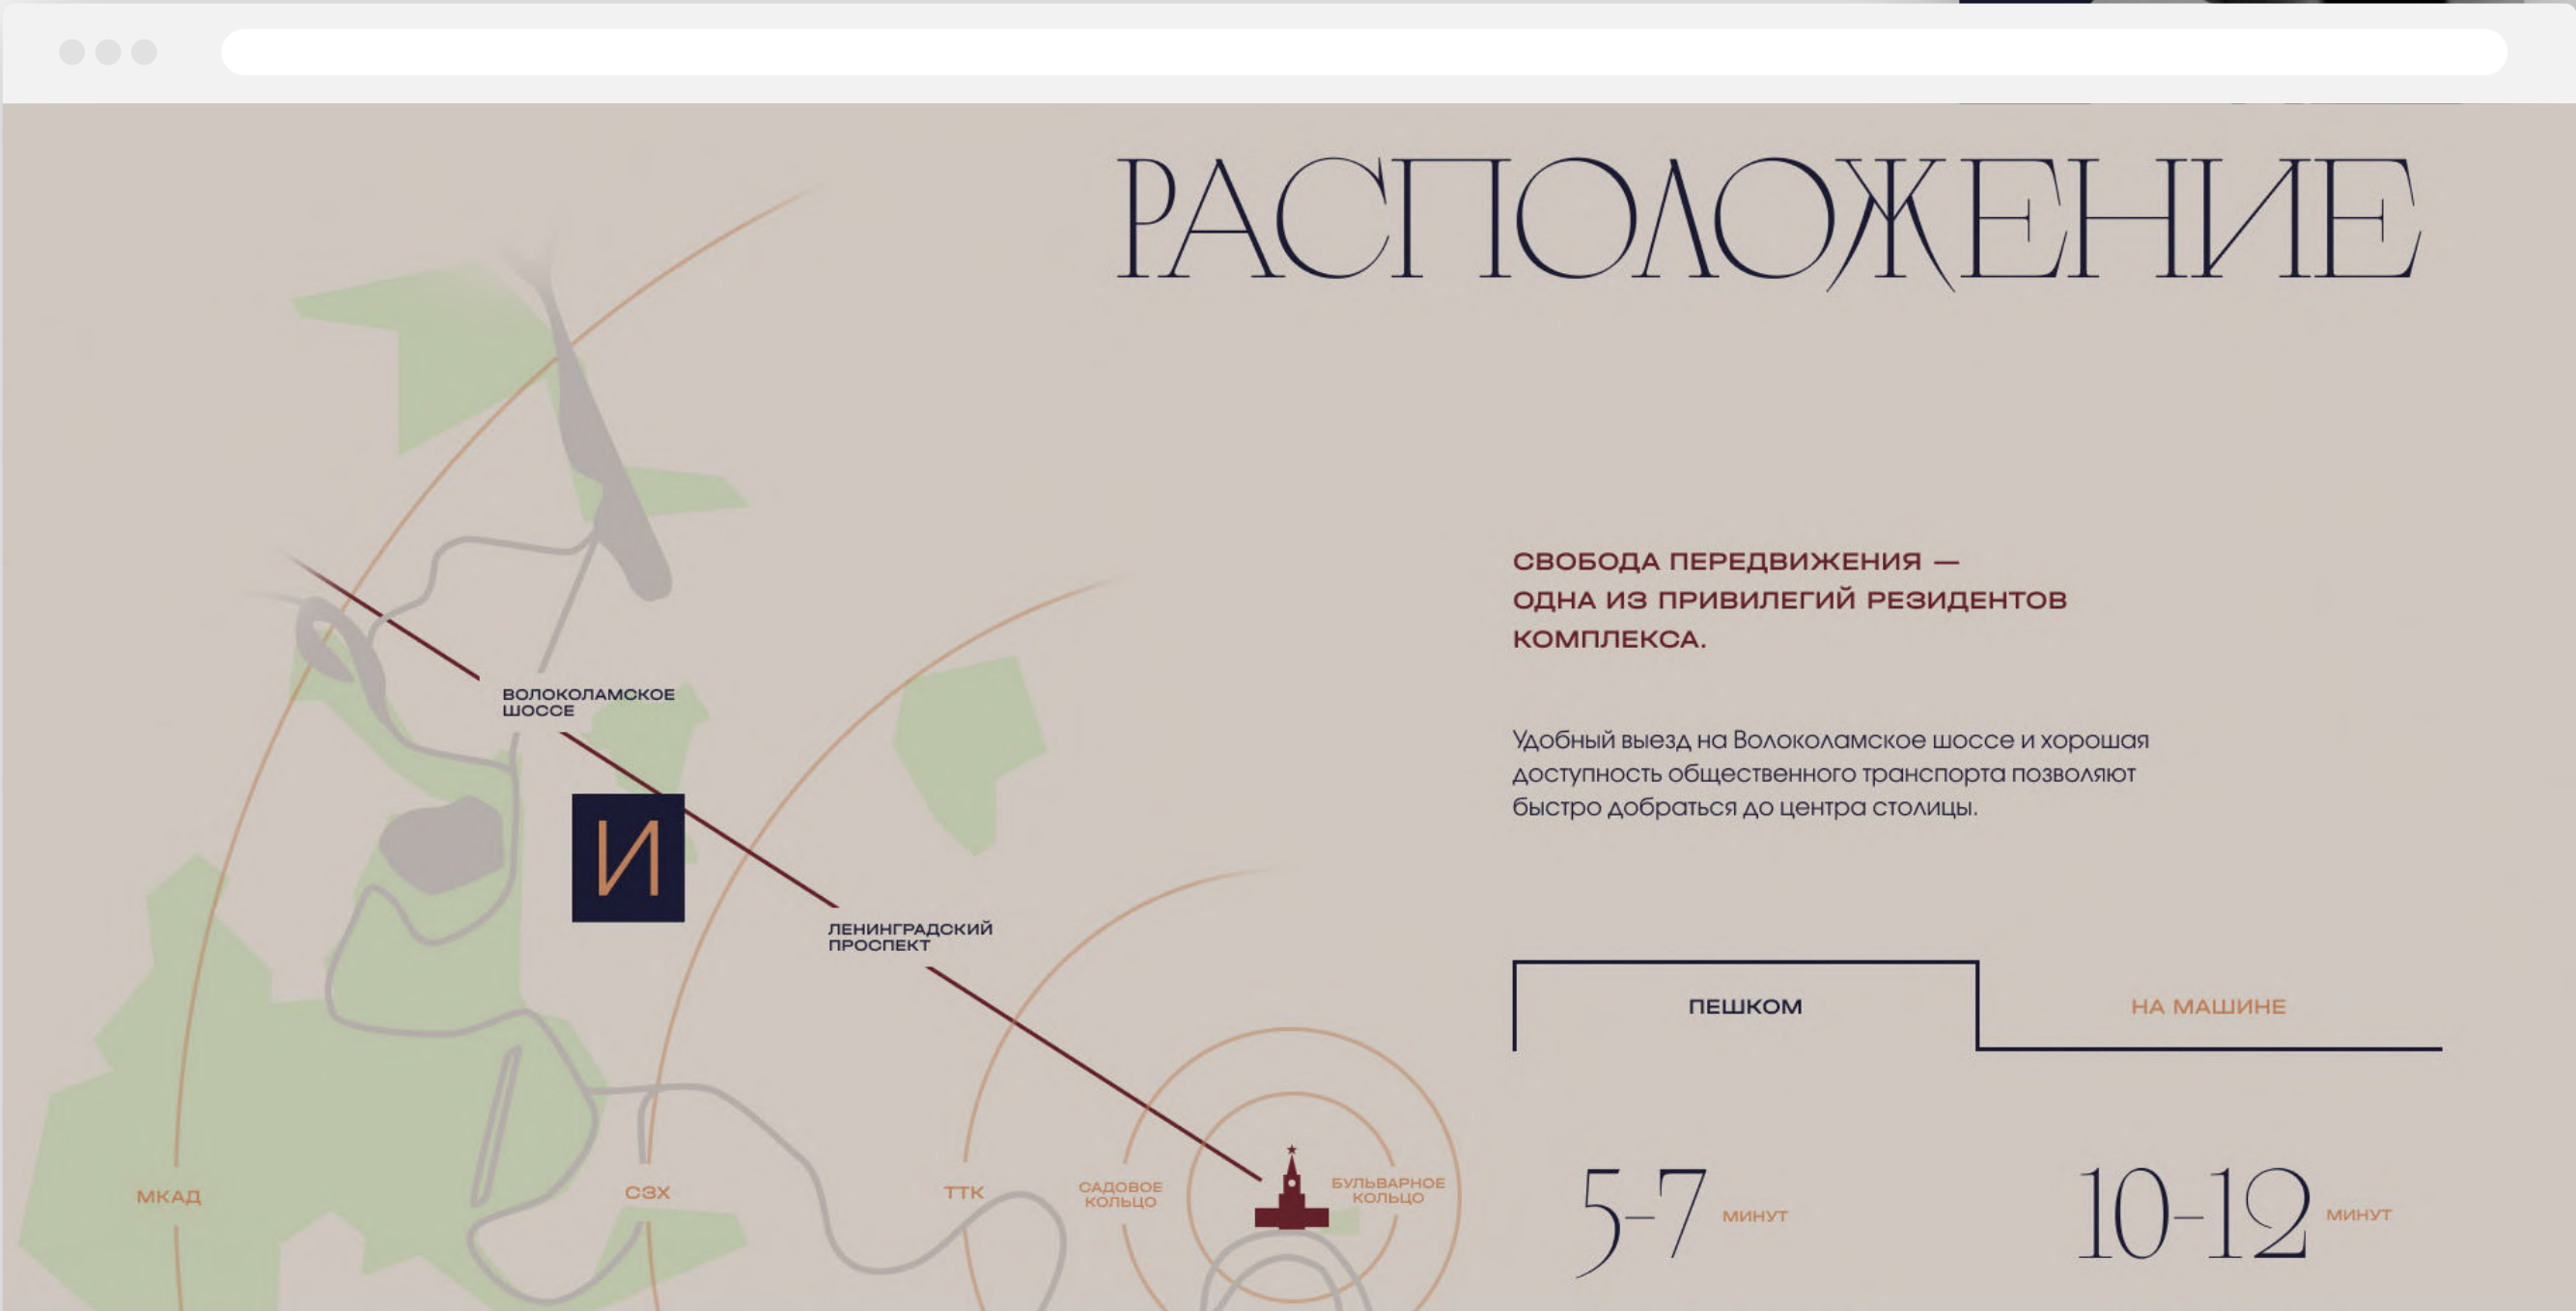 РАСПОЛОЖЕНИЕ
СВОБОДА ПЕРЕДВИЖЕНИЯ —
ОДНА ИЗ ПРИВИЛЕГИЙ РЕЗИДЕНТОВ
КОМПЛЕКСА.
ВОЛОКОЛАМСКОЕ
ШОССЕ
Удобный выезд на Волоколамское шоссе и хорошая
доступность общественного транспорта позволяют
быстро добраться до центра столицы.
И
ЛЕНИНГРАДСКИЙ
ПРОСПЕКТ
ПЕШКОМ
НА МАШИНЕ
МКАД
СЗХ
ТТК
САДОВОЕ
КОЛЬЦО
БУЛЬВАРНОЕ
КОЛЬЦО
5–7 МИНУТ
10–12 МИНУТ